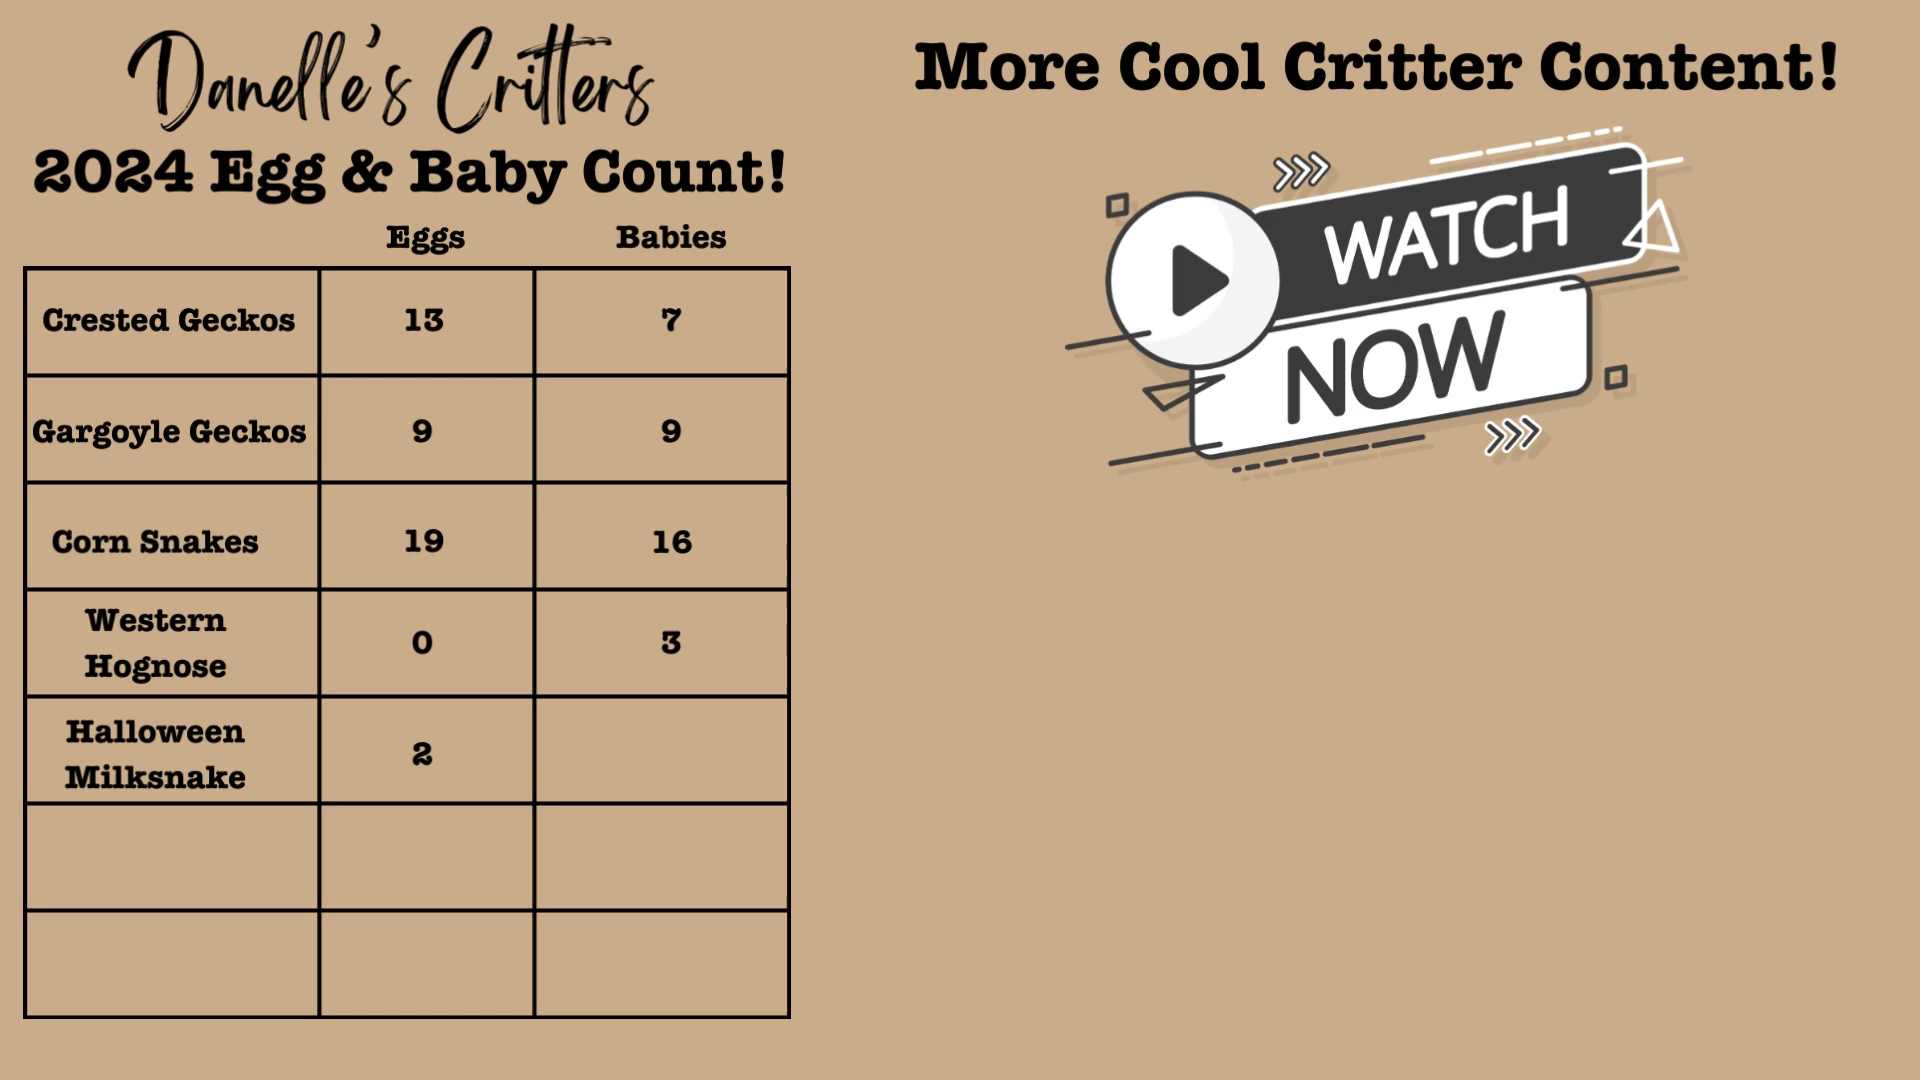 Danelle's Critters
2024 Egg & Baby Count!
Eggs Babies
Crested Geckos 13 7
Gargoyle Geckos 9 9
Corn Snakes 19 16
Western
Hognose 0 3
Halloween
Milksnake 2
More Cool Critter Content!
WATCH
NOW